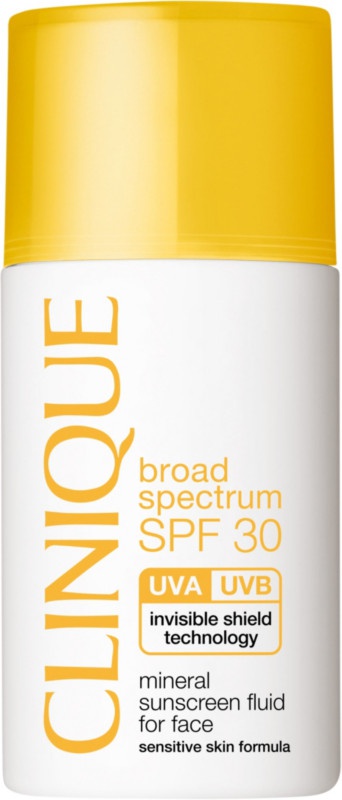 CLINIQUE
broad
spectrum
SPF 30
UVA UVB
invisible shield
technology
mineral
sunscreen fluid
for face
sensitive skin formula